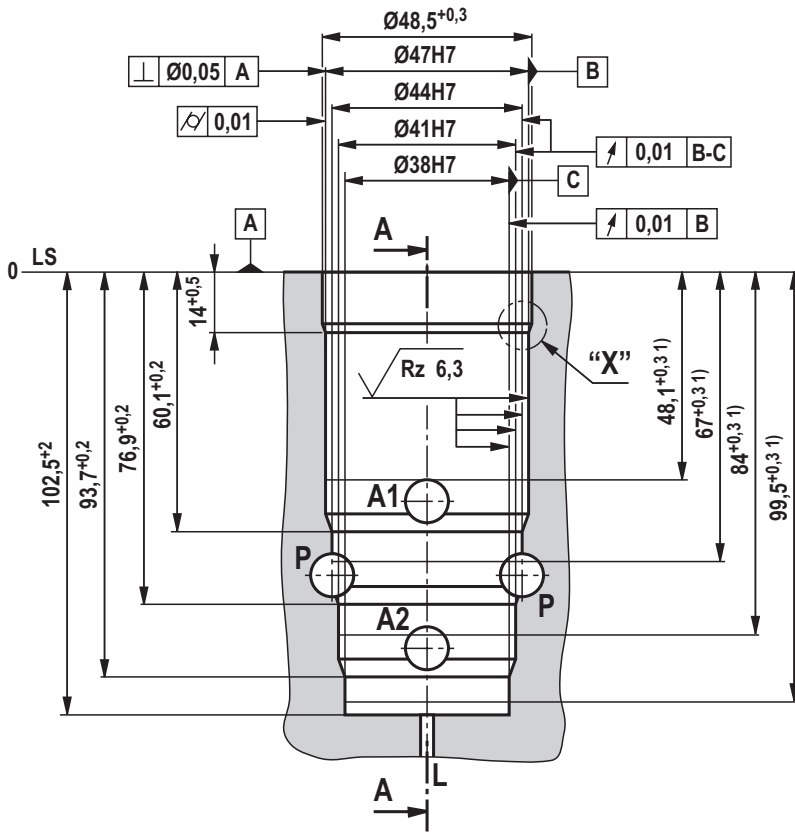 Ø48,5+0,3
Ø47H7
⊥ Ø0,05 A
B
Ø44H7
⌭ 0,01
Ø41H7
↗ 0,01 B-C
Ø38H7
C
↗ 0,01 B
A
A
0 LS
14+0,5
"X"
Rz 6,3
60,1+0,2
76,9+0,2
93,7+0,2
102,5+2
48,1+0,3 1)
67+0,3 1)
84+0,3 1)
99,5+0,3 1)
A1
P
P
A2
L
A